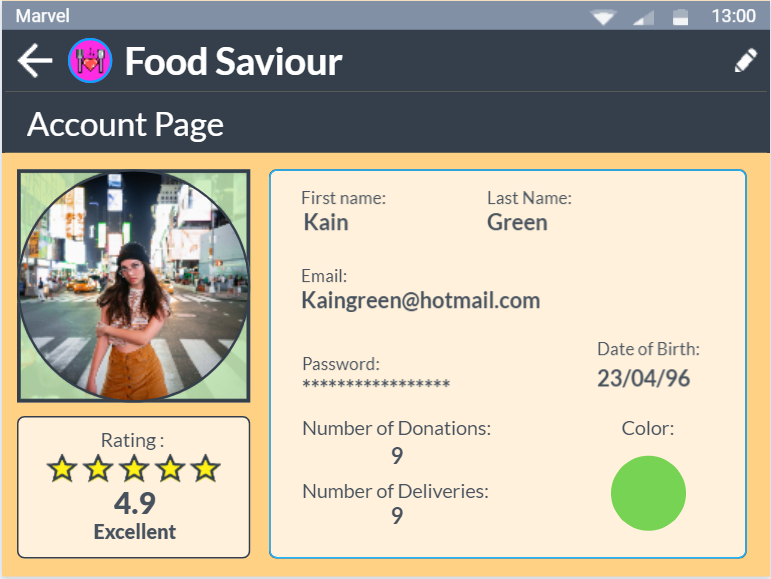 Marvel 13:00
Food Saviour
Account Page
First name: Last Name:
Kain Green
Email:
Kaingreen@hotmail.com
Password: Date of Birth:
***************** 23/04/96
Number of Donations: Color:
9
Number of Deliveries:
9
Rating :
4.9
Excellent